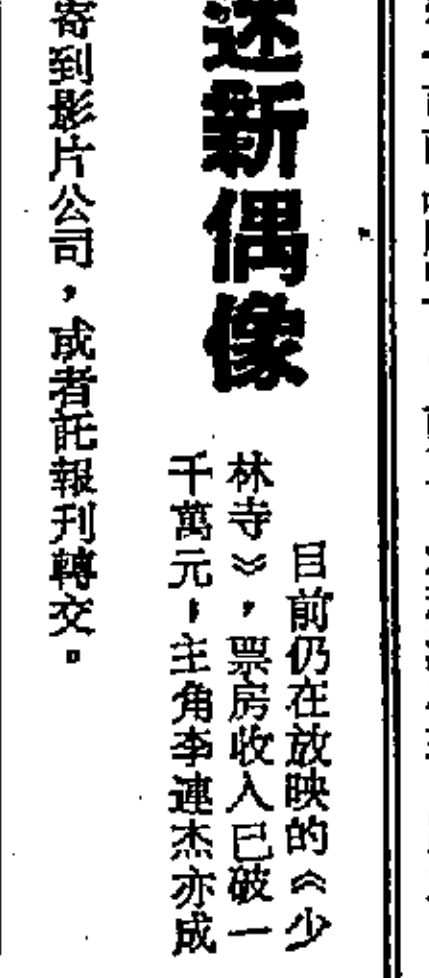 迷新偶像
目前仍在放映的《少
林寺》，票房收入已破一
千萬元，主角李連杰亦成
寄到影片公司，或者託報刊轉交。